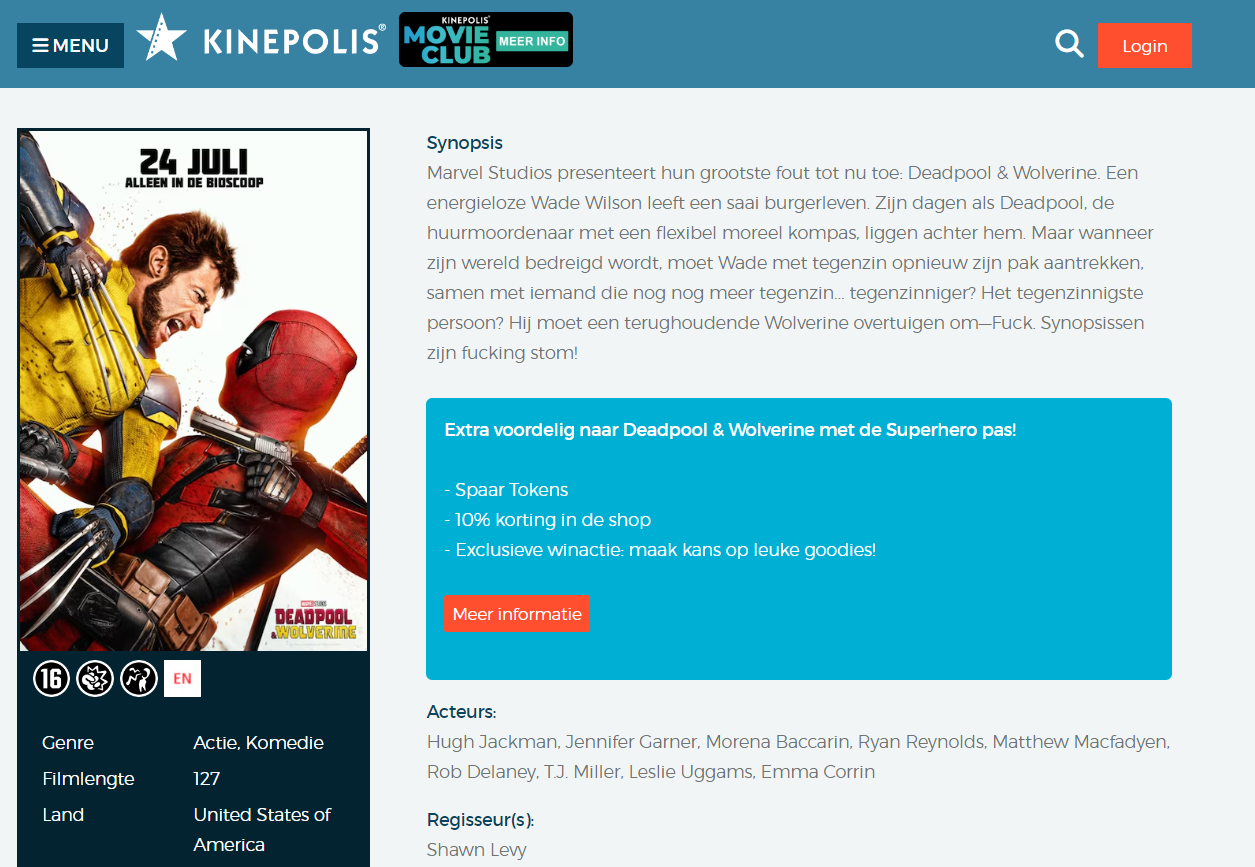 MENU
KINEPOLIS®
KINEPOLIS®
MOVIE
CLUB
MEER INFO
Login
24 JULI
ALLEEN IN DE BIOSCOOP
MARVEL STUDIOS
DEADPOOL
& WOLVERINE
16
EN
Genre Actie, Komedie
Filmlengte 127
Land United States of
America
Synopsis
Marvel Studios presenteert hun grootste fout tot nu toe: Deadpool & Wolverine. Een
energieloze Wade Wilson leeft een saai burgerleven. Zijn dagen als Deadpool, de
huurmoordenaar met een flexibel moreel kompas, liggen achter hem. Maar wanneer
zijn wereld bedreigd wordt, moet Wade met tegenzin opnieuw zijn pak aantrekken,
samen met iemand die nog nog meer tegenzin... tegenzinniger? Het tegenzinnigste
persoon? Hij moet een terughoudende Wolverine overtuigen om—Fuck. Synopsissen
zijn fucking stom!
Extra voordelig naar Deadpool & Wolverine met de Superhero pas!
- Spaar Tokens
- 10% korting in de shop
- Exclusieve winactie: maak kans op leuke goodies!
Meer informatie
Acteurs:
Hugh Jackman, Jennifer Garner, Morena Baccarin, Ryan Reynolds, Matthew Macfadyen,
Rob Delaney, T.J. Miller, Leslie Uggams, Emma Corrin
Regisseur(s):
Shawn Levy